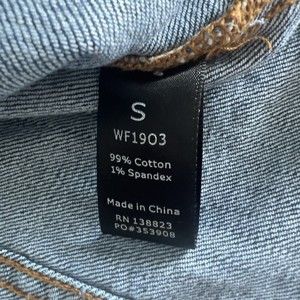 S
WF1903
99% Cotton
1% Spandex
Made in China
RN 138823
PO#353908